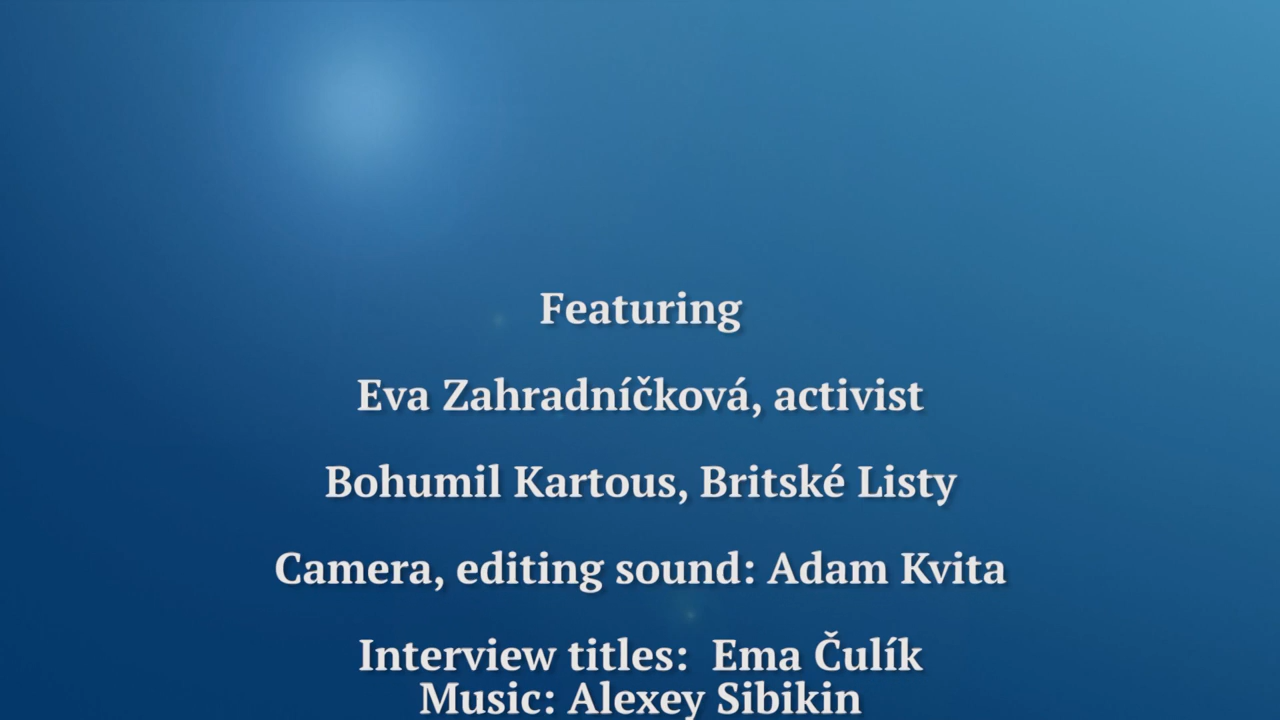 Featuring
Eva Zahradníčková, activist
Bohumil Kartous, Britské Listy
Camera, editing sound: Adam Kvita
Interview titles:  Ema Čulík
Music: Alexey Sibikin